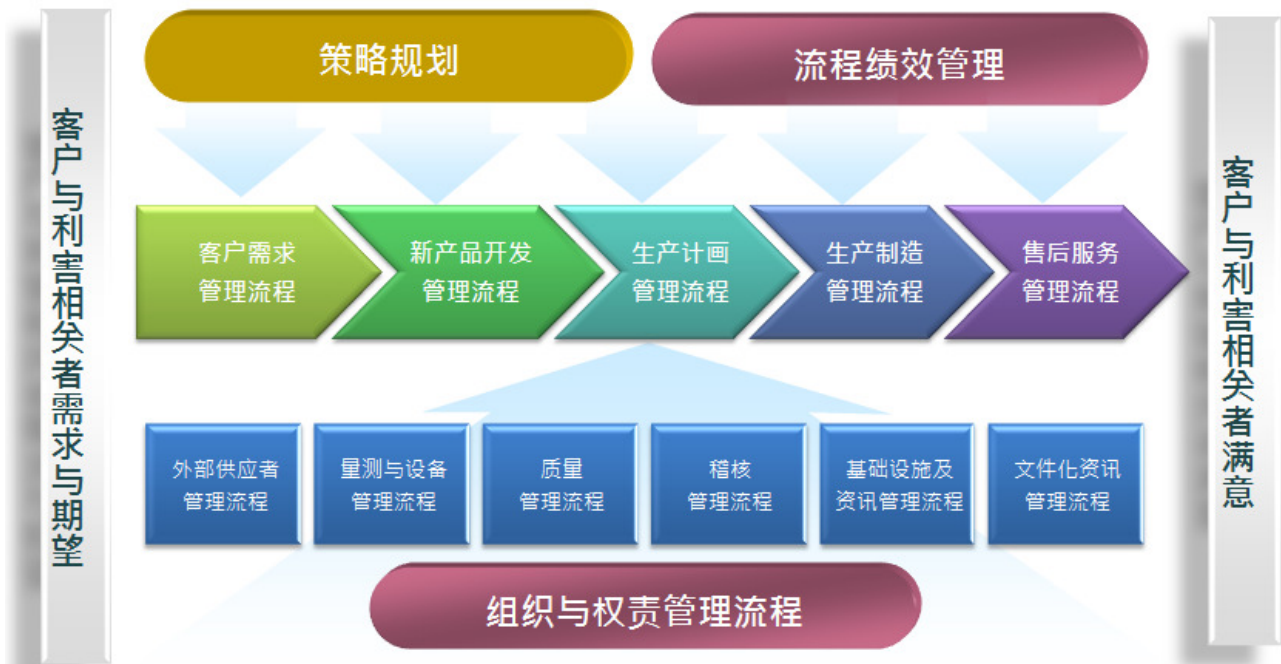 客户与利害相关者需求与期望
策略规划
流程绩效管理
客户需求
管理流程
新产品开发
管理流程
生产计画
管理流程
生产制造
管理流程
售后服务
管理流程
外部供应者
管理流程
量测与设备
管理流程
质量
管理流程
稽核
管理流程
基础设施及
资讯管理流程
文件化资讯
管理流程
组织与权责管理流程
客户与利害相关者满意